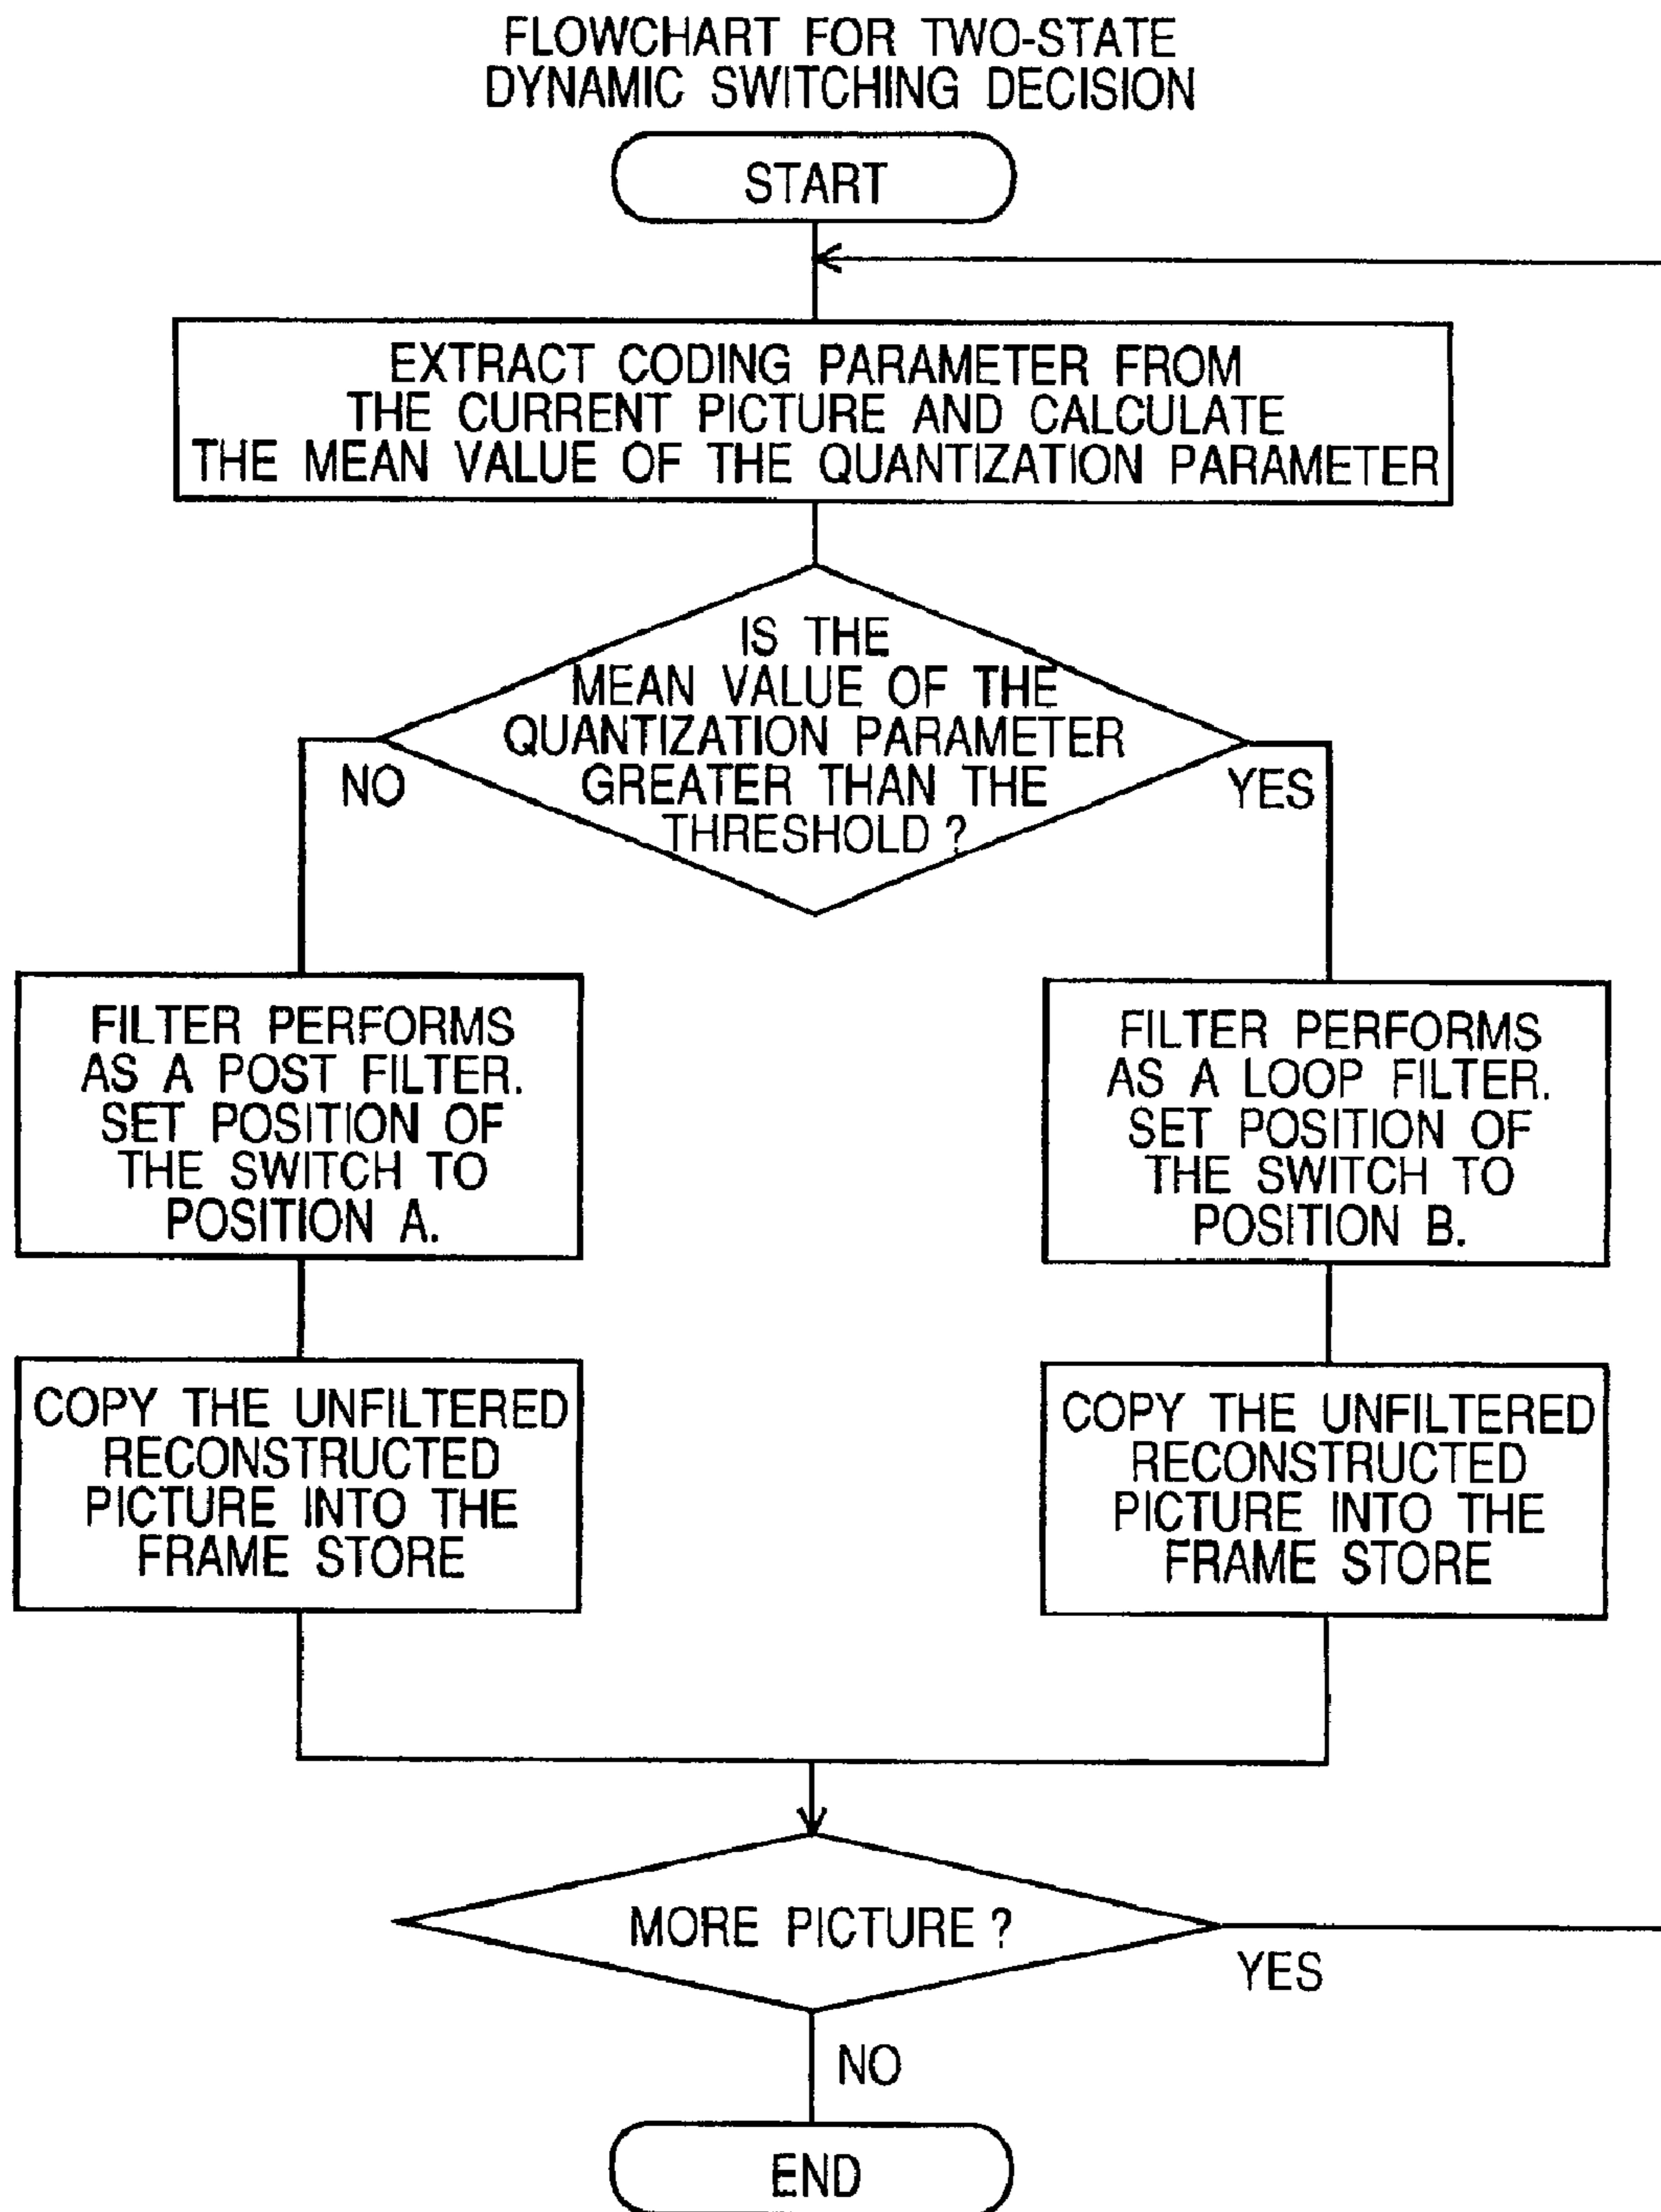 FLOWCHART FOR TWO-STATE
DYNAMIC SWITCHING DECISION
START
EXTRACT CODING PARAMETER FROM
THE CURRENT PICTURE AND CALCULATE
THE MEAN VALUE OF THE QUANTIZATION PARAMETER
IS THE
MEAN VALUE OF THE
QUANTIZATION PARAMETER
GREATER THAN THE
THRESHOLD ?
NO
YES
FILTER PERFORMS
AS A POST FILTER.
SET POSITION OF
THE SWITCH TO
POSITION A.
FILTER PERFORMS
AS A LOOP FILTER.
SET POSITION OF
THE SWITCH TO
POSITION B.
COPY THE UNFILTERED
RECONSTRUCTED
PICTURE INTO THE
FRAME STORE
COPY THE UNFILTERED
RECONSTRUCTED
PICTURE INTO THE
FRAME STORE
MORE PICTURE ?
YES
NO
END